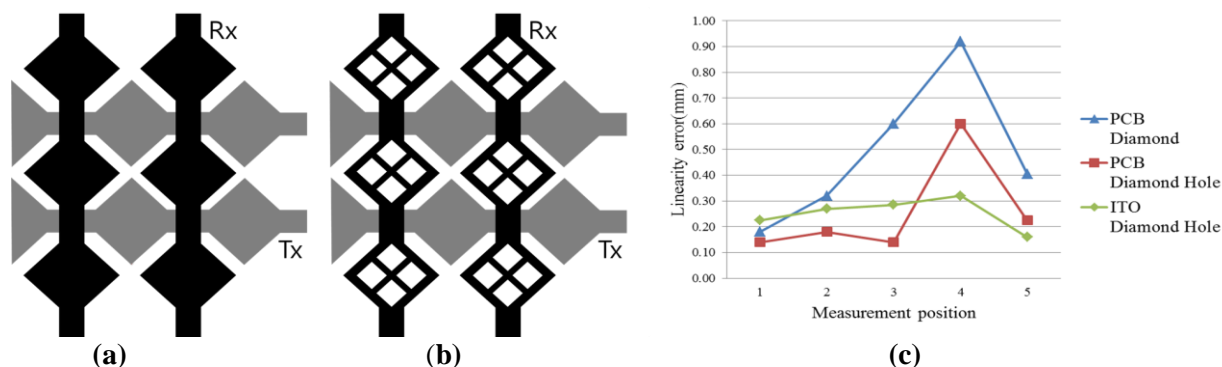 Rx
Tx
(a)
Rx
Tx
(b)
1.00
0.90
0.80
0.70
0.60
0.50
0.40
0.30
0.20
0.10
0.00
Linearity error(mm)
1 2 3 4 5
Measurement position
PCB
Diamond
PCB
Diamond Hole
ITO
Diamond Hole
(c)